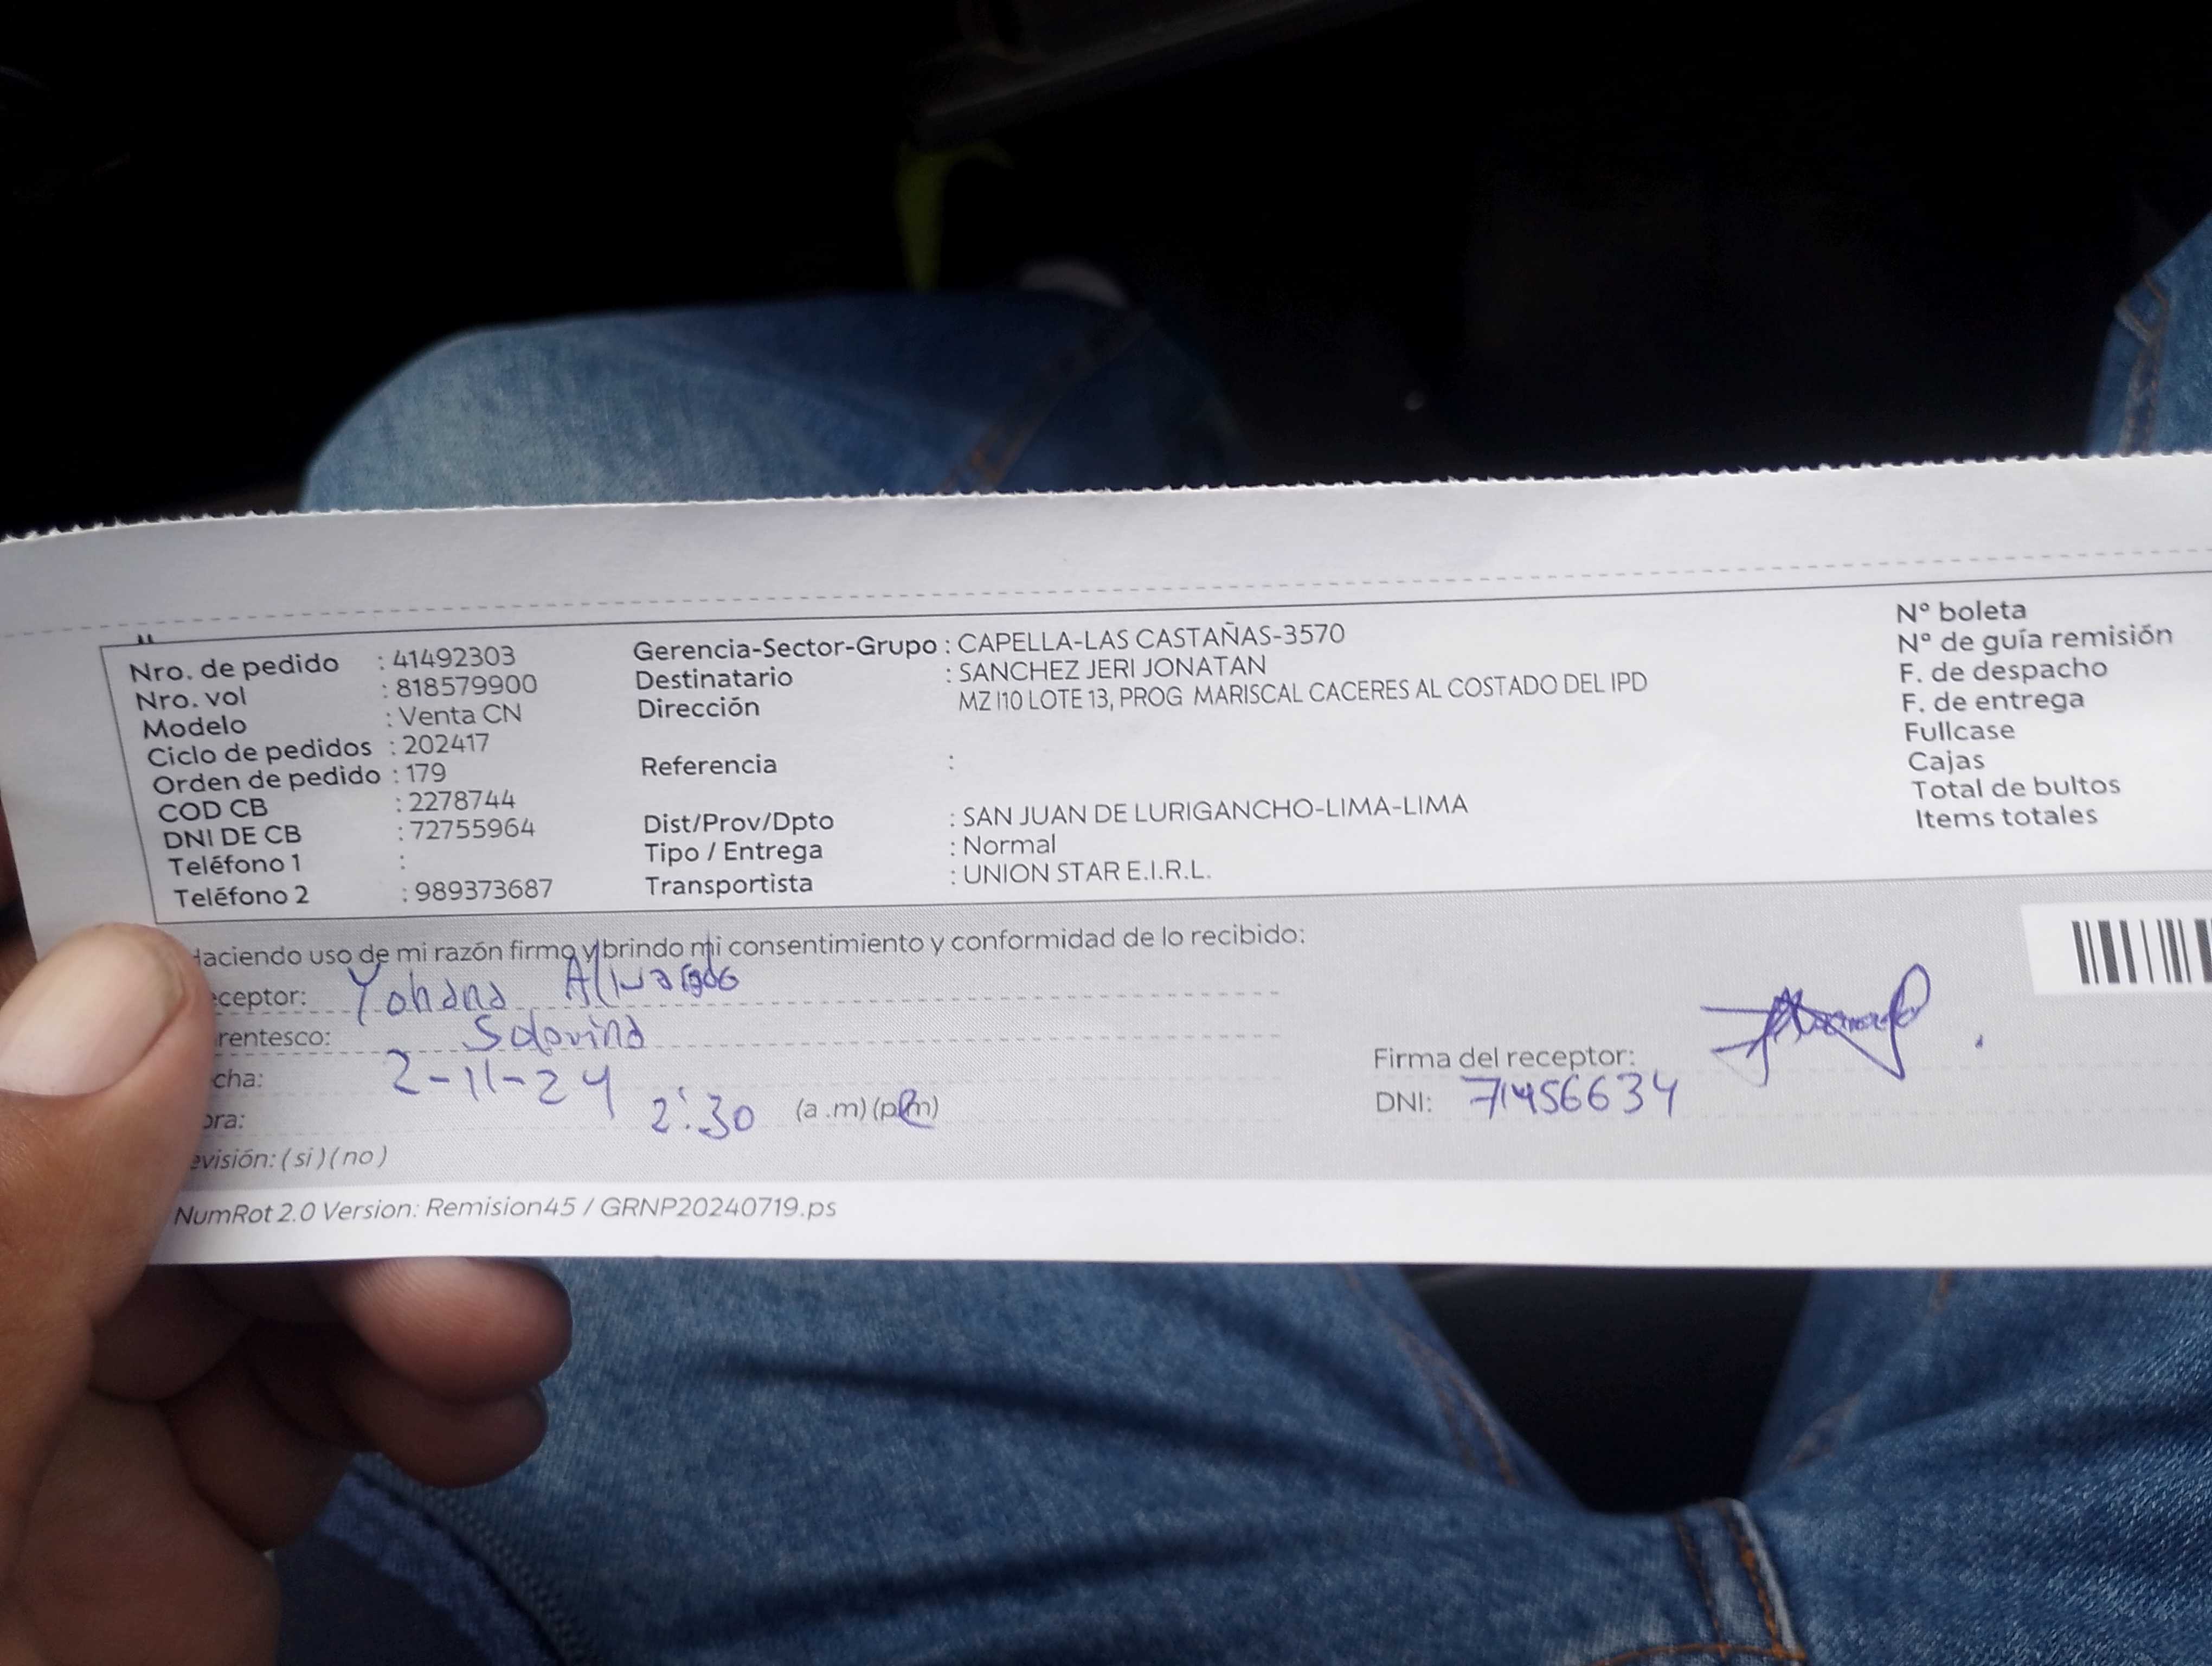 Nro. de pedido : 41492303
Nro. vol : 818579900
Modelo : Venta CN
Ciclo de pedidos : 202417
Orden de pedido : 179
COD CB : 2278744
DNI DE CB : 72755964
Teléfono 1 :
Teléfono 2 : 989373687
Gerencia-Sector-Grupo : CAPELLA-LAS CASTAÑAS-3570
Destinatario : SANCHEZ JERI JONATAN
Dirección MZ I10 LOTE 13, PROG MARISCAL CACERES AL COSTADO DEL IPD
Referencia :
Dist/Prov/Dpto : SAN JUAN DE LURIGANCHO-LIMA-LIMA
Tipo / Entrega : Normal
Transportista : UNION STAR E.I.R.L.
N° boleta
N° de guía remisión
F. de despacho
F. de entrega
Fullcase
Cajas
Total de bultos
Items totales
Haciendo uso de mi razón firmo y brindo mi consentimiento y conformidad de lo recibido:
eceptor: Yohana Alvarado
rentesco: Sobrina
cha: 2-11-24
ora: 2:30 (a .m) (p.m)
evisión: ( si ) ( no )
Firma del receptor:
DNI: 71456634
NumRot 2.0 Version: Remision45 / GRNP20240719.ps